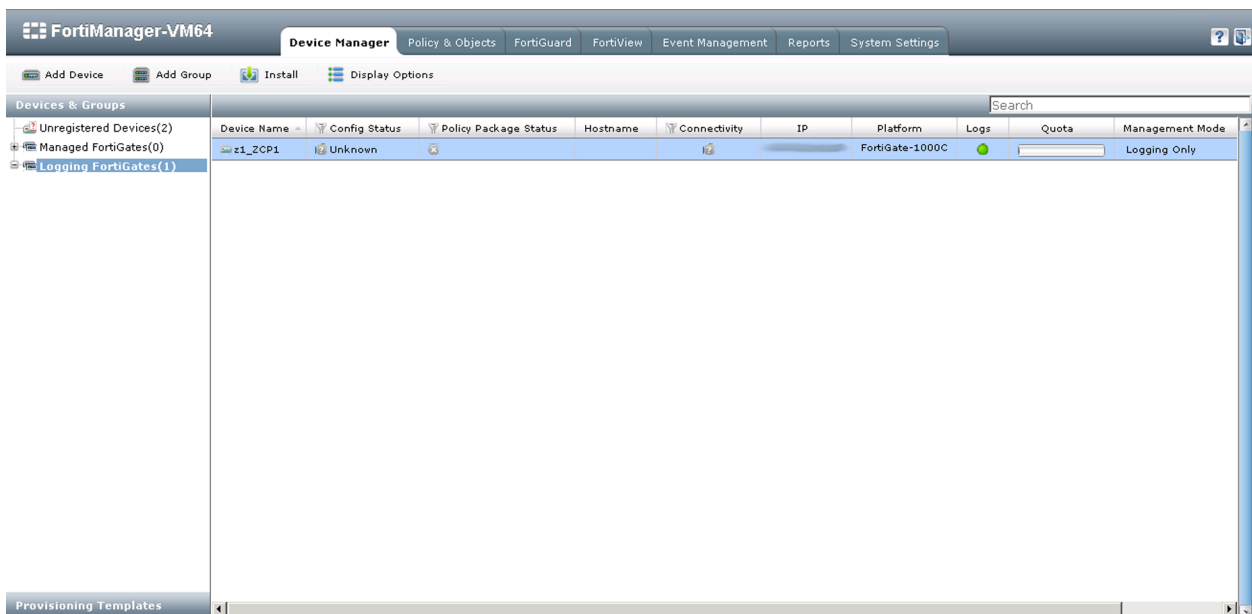 FortiManager-VM64
Device Manager Policy & Objects FortiGuard FortiView Event Management Reports System Settings ?
Add Device Add Group Install Display Options
Devices & Groups Search
Unregistered Devices(2)
Managed FortiGates(0)
Logging FortiGates(1)
Device Name Config Status Policy Package Status Hostname Connectivity IP Platform Logs Quota Management Mode
z1_ZCP1 Unknown FortiGate-1000C Logging Only
Provisioning Templates